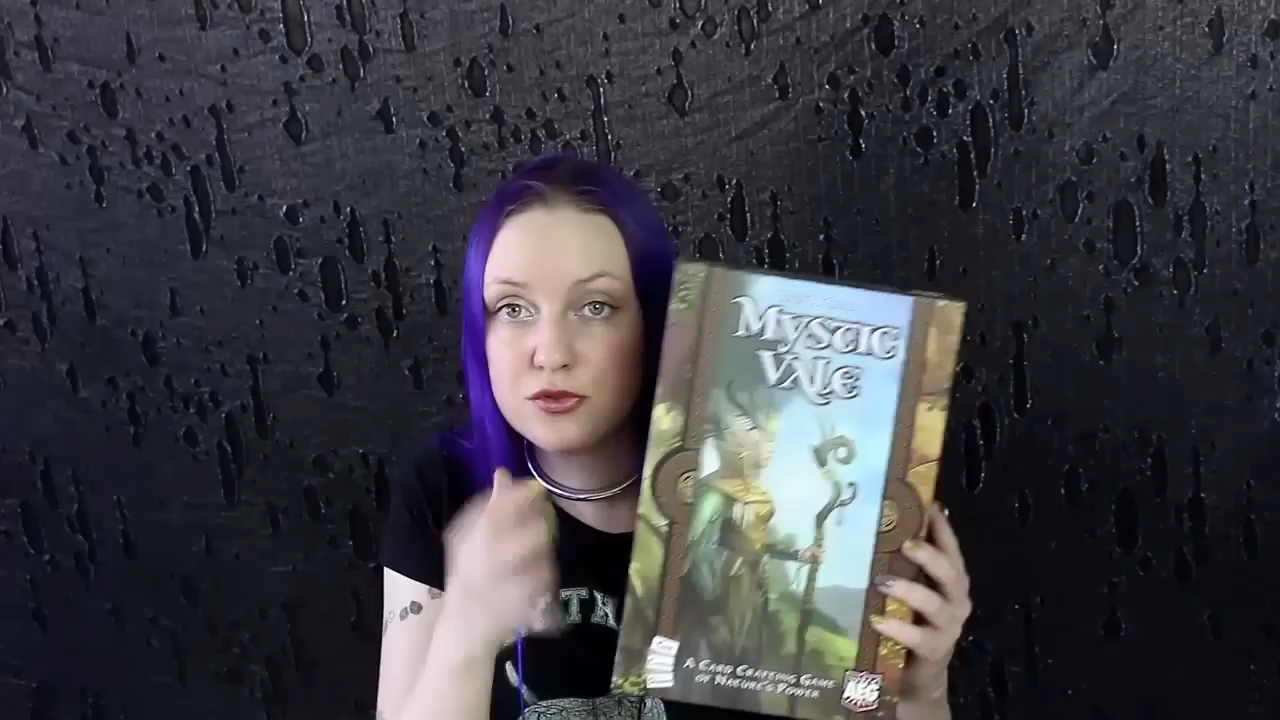 MYSTIC
VALE
A CARD CRAFTING GAME
OF NATURE'S POWER
AEG